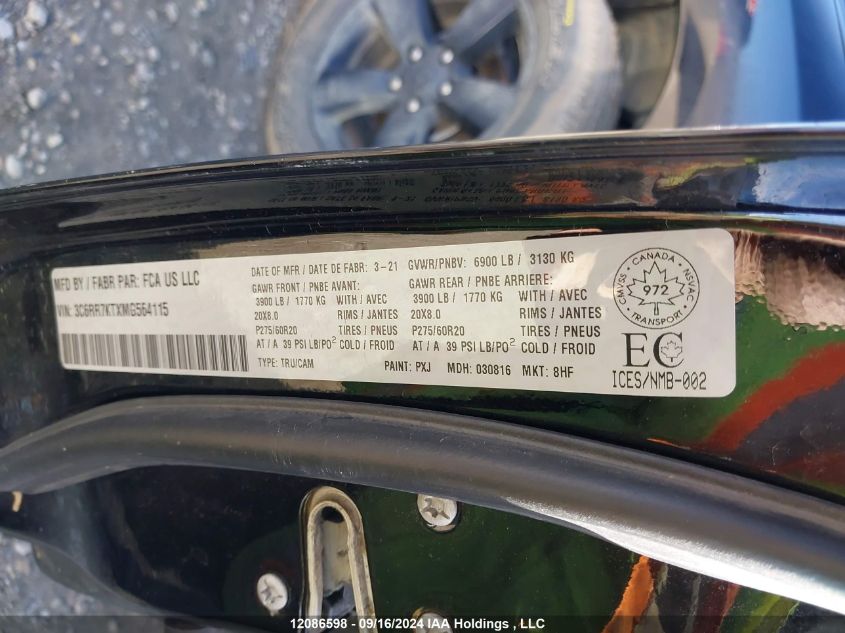 MFD BY / FABR PAR: FCA US LLC
VIN: 3C6RR7KTXMG564115
DATE OF MFR / DATE DE FABR: 3-21
GAWR FRONT / PNBE AVANT:
3900 LB / 1770 KG WITH / AVEC
20X8.0 RIMS / JANTES
P275/60R20 TIRES / PNEUS
AT / A 39 PSI LB/PO² COLD / FROID
TYPE: TRU/CAM
GVWR/PNBV: 6900 LB / 3130 KG
GAWR REAR / PNBE ARRIERE:
3900 LB / 1770 KG WITH / AVEC
20X8.0 RIMS / JANTES
P275/60R20 TIRES / PNEUS
AT / A 39 PSI LB/PO² COLD / FROID
PAINT: PXJ MDH: 030816 MKT: 8HF
CANADA
CMVSS 972 NSVAC
TRANSPORT
EC
ICES/NMB-002
12086598 - 09/16/2024 IAA Holdings , LLC